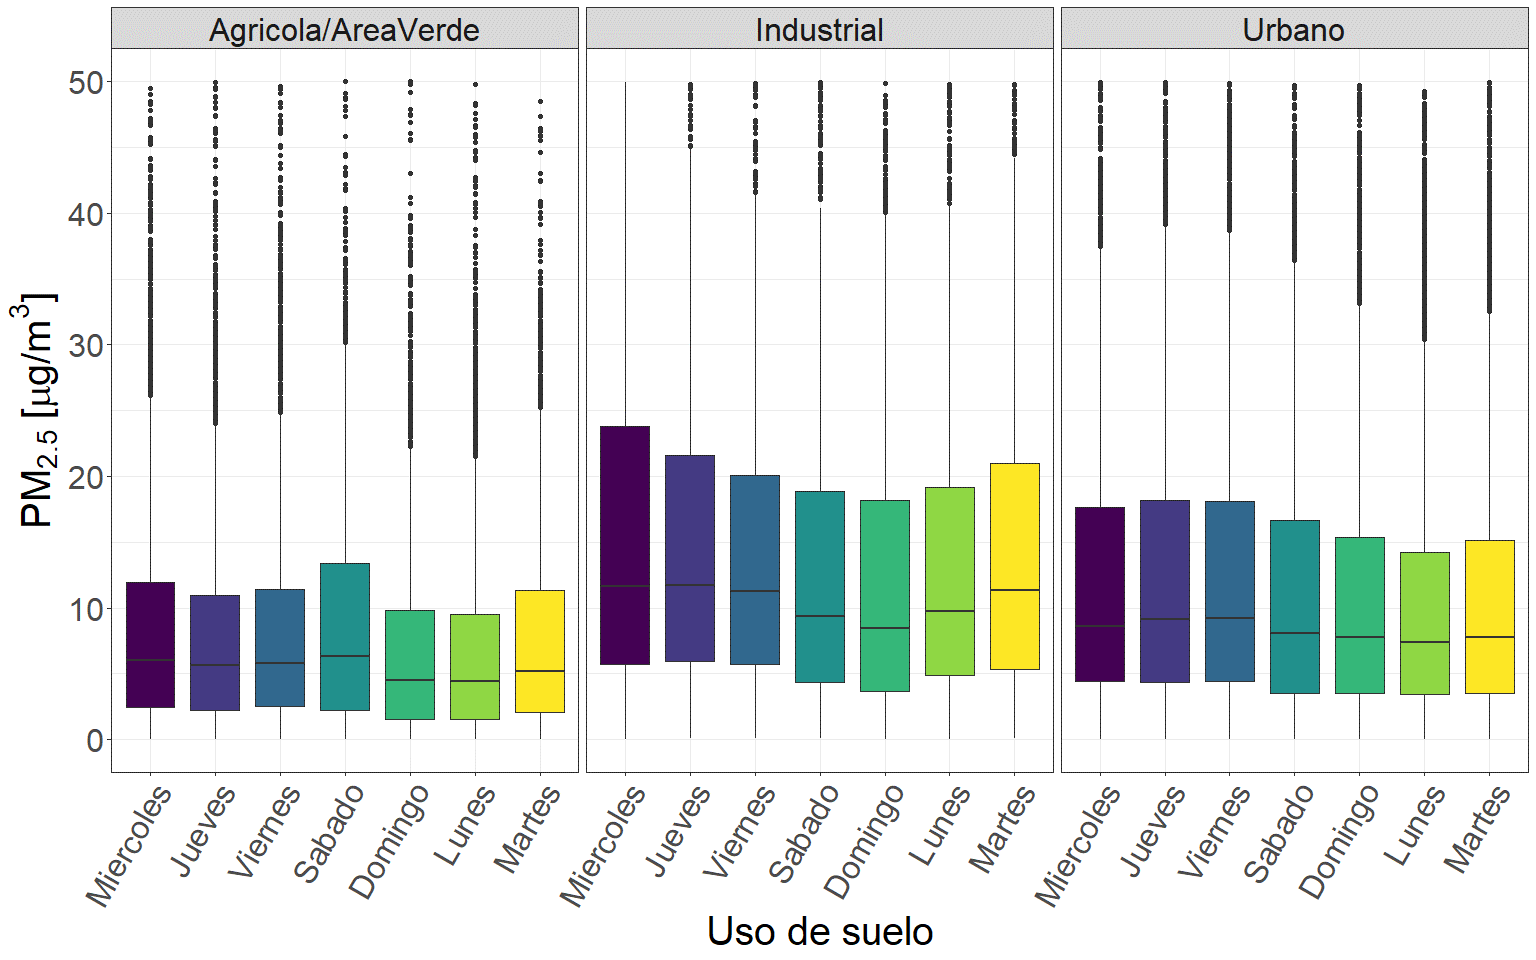 Agricola/AreaVerde Industrial Urbano
50
40
30
20
10
0
PM2.5 [µg/m³]
Miercoles Jueves Viernes Sabado Domingo Lunes Martes Miercoles Jueves Viernes Sabado Domingo Lunes Martes Miercoles Jueves Viernes Sabado Domingo Lunes Martes
Uso de suelo